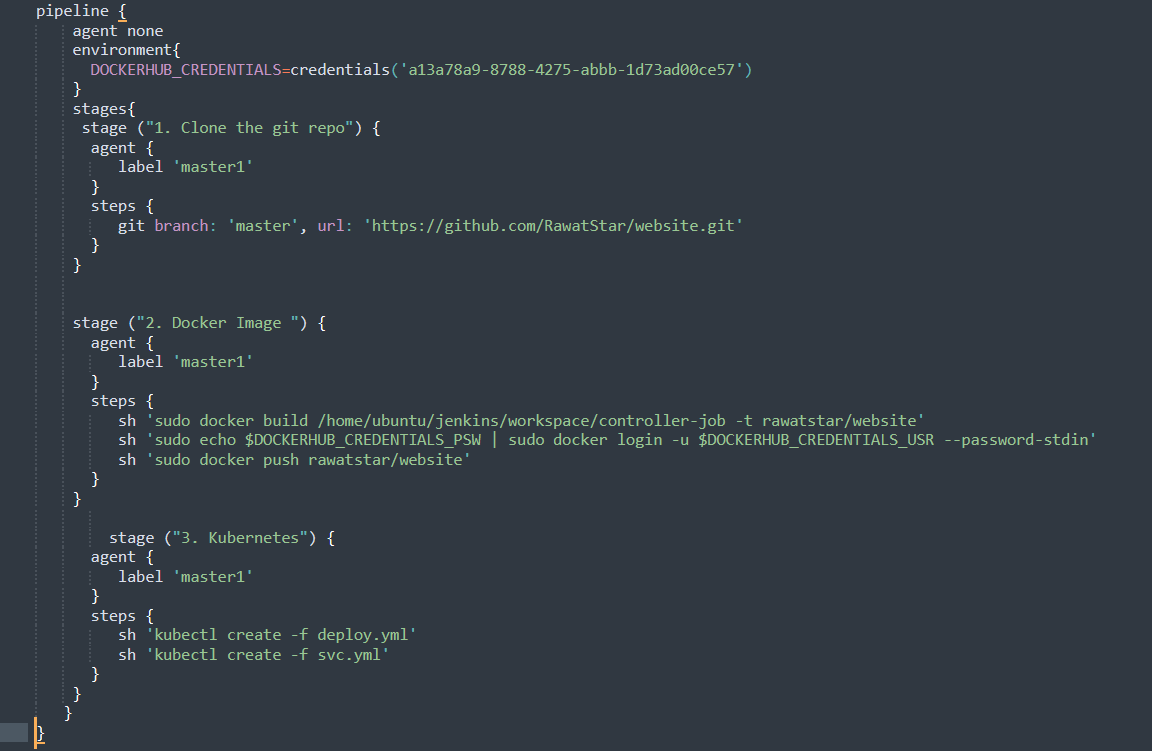 pipeline {
agent none
environment{
DOCKERHUB_CREDENTIALS=credentials('a13a78a9-8788-4275-abbb-1d73ad00ce57')
}
stages{
stage ("1. Clone the git repo") {
agent {
label 'master1'
}
steps {
git branch: 'master', url: 'https://github.com/RawatStar/website.git'
}
}
stage ("2. Docker Image ") {
agent {
label 'master1'
}
steps {
sh 'sudo docker build /home/ubuntu/jenkins/workspace/controller-job -t rawatstar/website'
sh 'sudo echo $DOCKERHUB_CREDENTIALS_PSW | sudo docker login -u $DOCKERHUB_CREDENTIALS_USR --password-stdin'
sh 'sudo docker push rawatstar/website'
}
}
stage ("3. Kubernetes") {
agent {
label 'master1'
}
steps {
sh 'kubectl create -f deploy.yml'
sh 'kubectl create -f svc.yml'
}
}
}
}